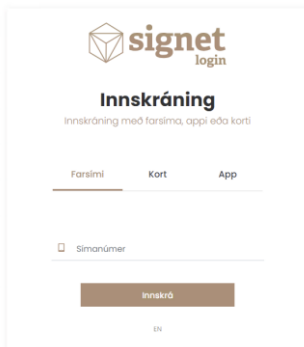 signet
login
Innskráning
Innskráning með farsíma, appi eða korti
Farsími Kort App
Símanúmer
Innskrá
EN